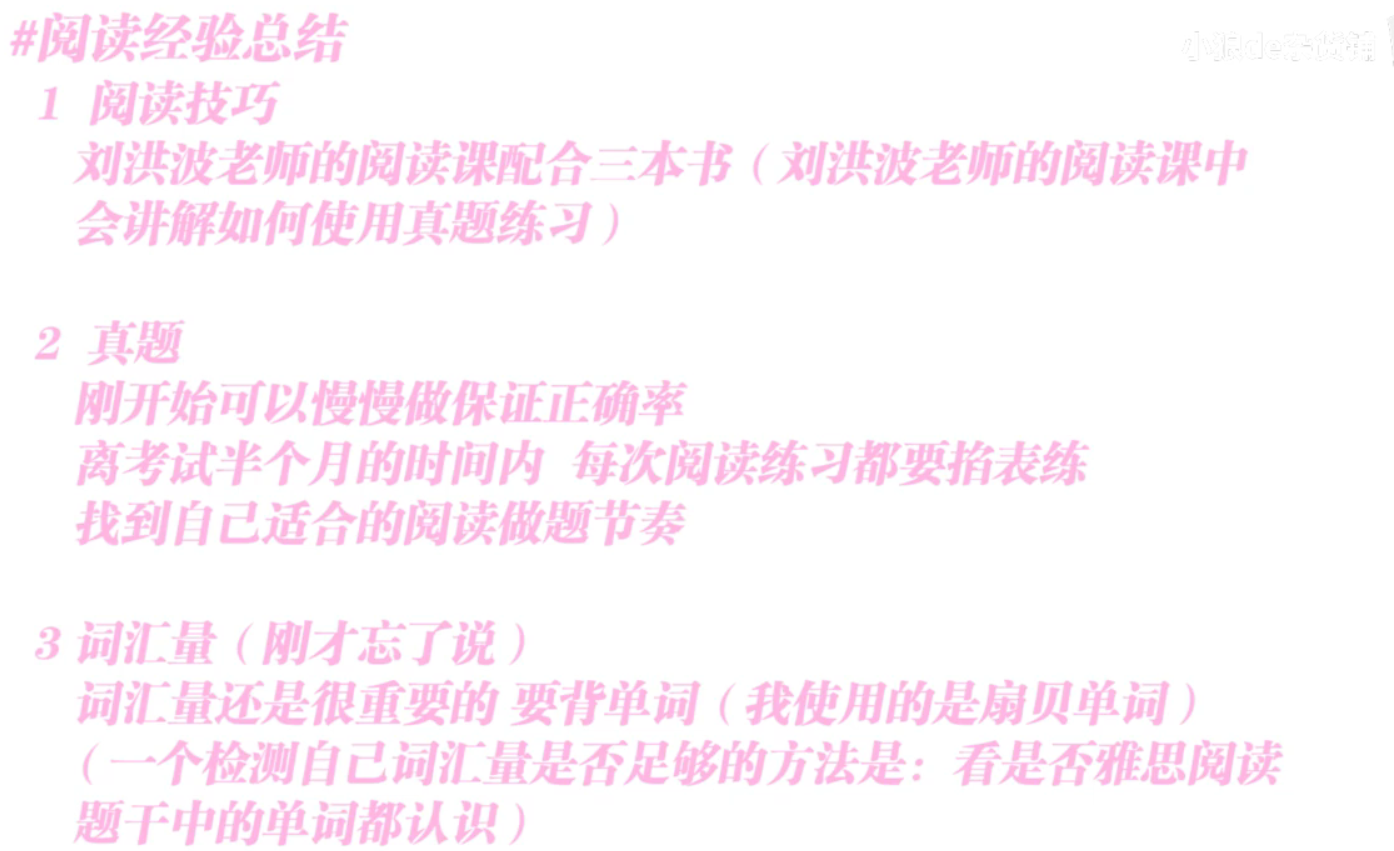 #阅读经验总结
小泥de杂货铺
1 阅读技巧
刘洪波老师的阅读课配合三本书（刘洪波老师的阅读课中
会讲解如何使用真题练习）
2 真题
刚开始可以慢慢做保证正确率
离考试半个月的时间内 每次阅读练习都要掐表练
找到自己适合的阅读做题节奏
3 词汇量（刚才忘了说）
词汇量还是很重要的 要背单词（我使用的是扇贝单词）
（一个检测自己词汇量是否足够的方法是：看是否雅思阅读
题干中的单词都认识）